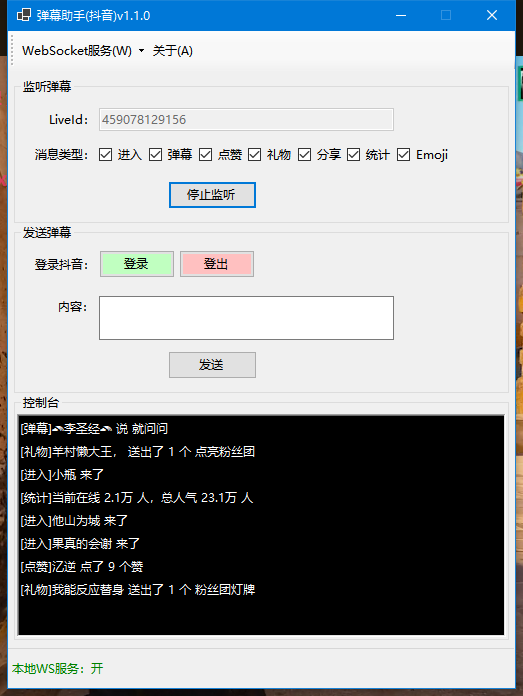 弹幕助手(抖音)v1.1.0
WebSocket服务(W) 关于(A)
监听弹幕
LiveId: 459078129156
消息类型: 进入 弹幕 点赞 礼物 分享 统计 Emoji
停止监听
发送弹幕
登录抖音: 登录 登出
内容:
发送
控制台
[弹幕]李圣经 说 就问问
[礼物]羊村懒大王， 送出了 1 个 点亮粉丝团
[进入]小瓶 来了
[统计]当前在线 2.1万 人，总人气 23.1万 人
[进入]他山为城 来了
[进入]果真的会谢 来了
[点赞]逆 点了 9 个赞
[礼物]我能反应替身 送出了 1 个 粉丝团灯牌
本地WS服务: 开